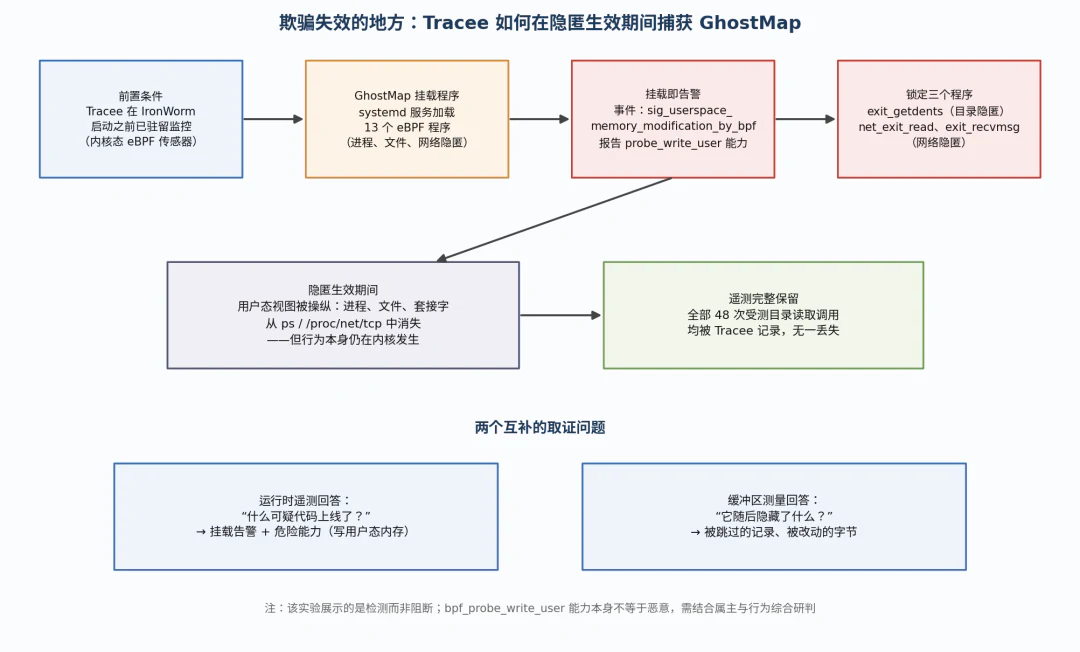 欺骗失效的地方：Tracee 如何在隐匿生效期间捕获 GhostMap
前置条件
Tracee 在 IronWorm
启动之前已驻留监控
（内核态 eBPF 传感器）
GhostMap 挂载程序
systemd 服务加载
13 个 eBPF 程序
（进程、文件、网络隐匿）
挂载即告警
事件：sig_userspace_
memory_modification_by_bpf
报告 probe_write_user 能力
锁定三个程序
exit_getdents（目录隐匿）
net_exit_read、exit_recvmsg
（网络隐匿）
隐匿生效期间
用户态视图被操纵：进程、文件、套接字
从 ps / /proc/net/tcp 中消失
——但行为本身仍在内核发生
遥测完整保留
全部 48 次受测目录读取调用
均被 Tracee 记录，无一丢失
两个互补的取证问题
运行时遥测回答：
“什么可疑代码上线了？”
→ 挂载告警 + 危险能力（写用户态内存）
缓冲区测量回答：
“它随后隐藏了什么？”
→ 被跳过的记录、被改动的字节
注：该实验展示的是检测而非阻断；bpf_probe_write_user 能力本身不等于恶意，需结合属主与行为综合研判